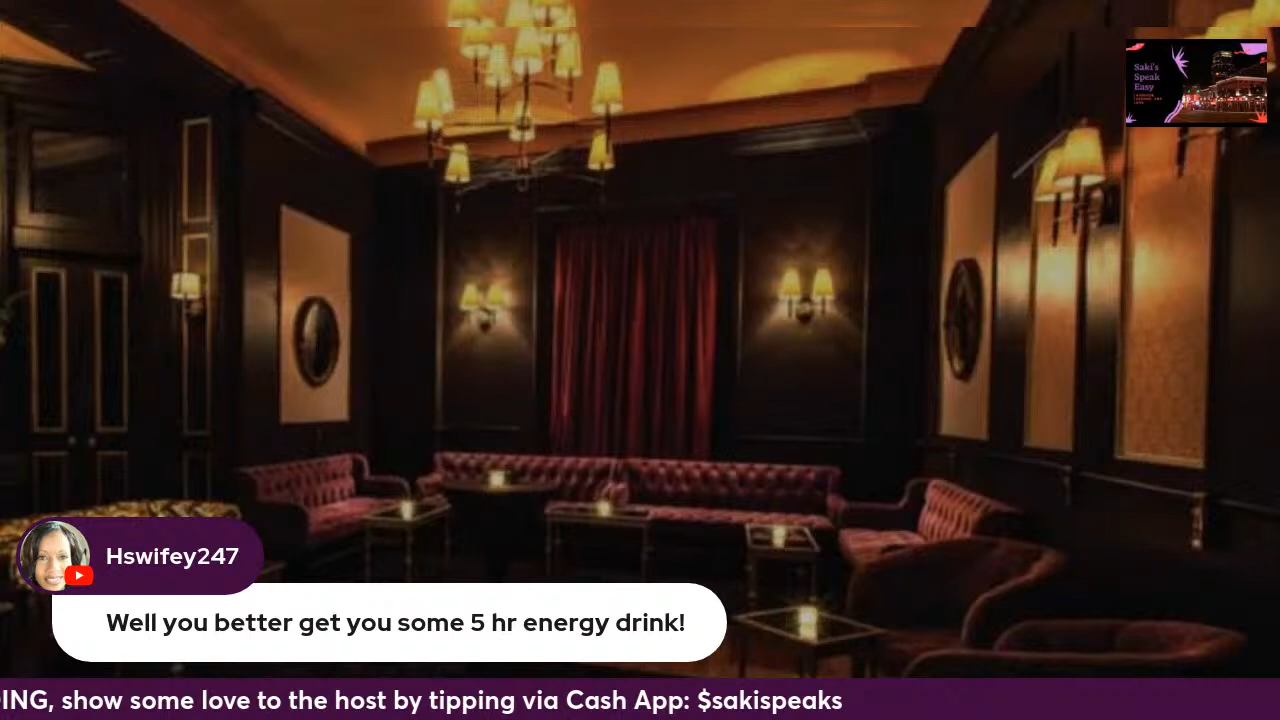 Saki's
Speak
Easy
Hswifey247
Well you better get you some 5 hr energy drink!
ING, show some love to the host by tipping via Cash App: $sakispeaks